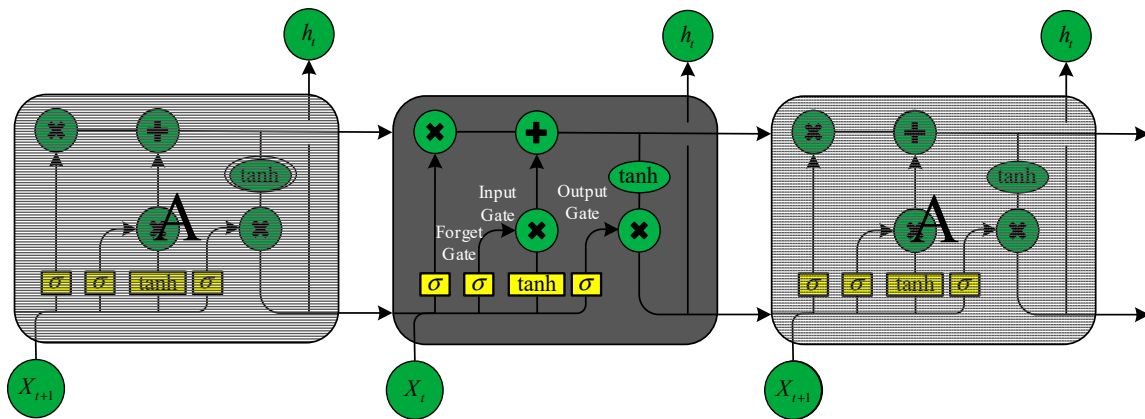 h_t
h_t
h_t
tanh
tanh
tanh
Input
Gate
Output
Gate
Forget
Gate
A
A
σ σ tanh σ
σ σ tanh σ
σ σ tanh σ
X_{t+1}
X_t
X_{t+1}